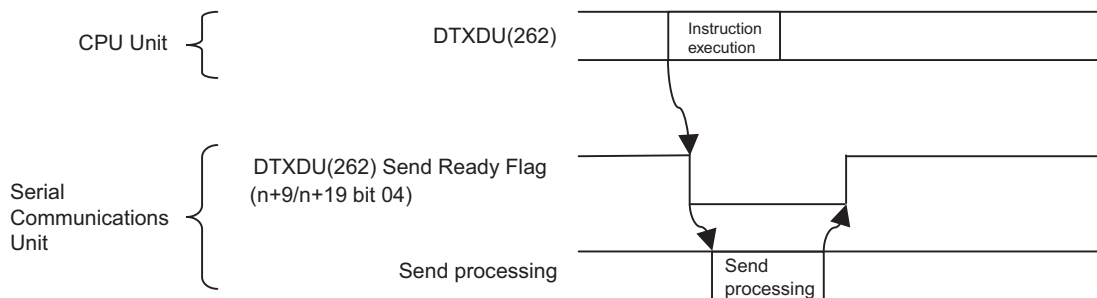 CPU Unit
DTXDU(262)
Instruction
execution
Serial
Communications
Unit
DTXDU(262) Send Ready Flag
(n+9/n+19 bit 04)
Send processing
Send
processing